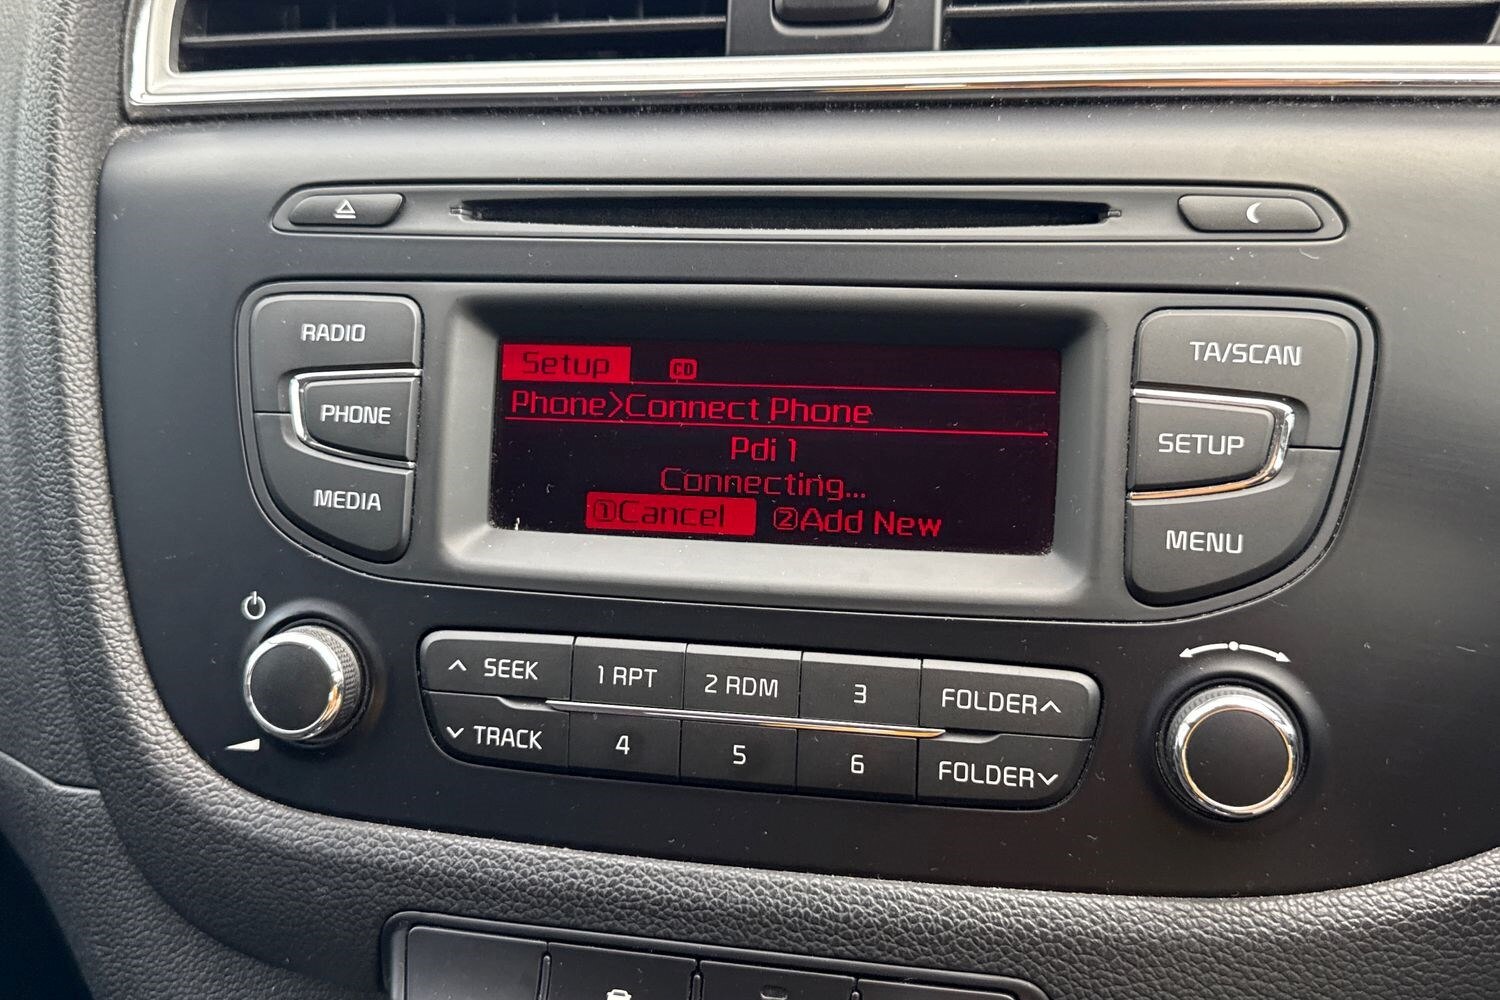 RADIO
PHONE
MEDIA
Setup CD
Phone>Connect Phone
Pdi 1
Connecting...
①Cancel ②Add New
TA/SCAN
SETUP
MENU
SEEK 1 RPT 2 RDM 3 FOLDER
TRACK 4 5 6 FOLDER